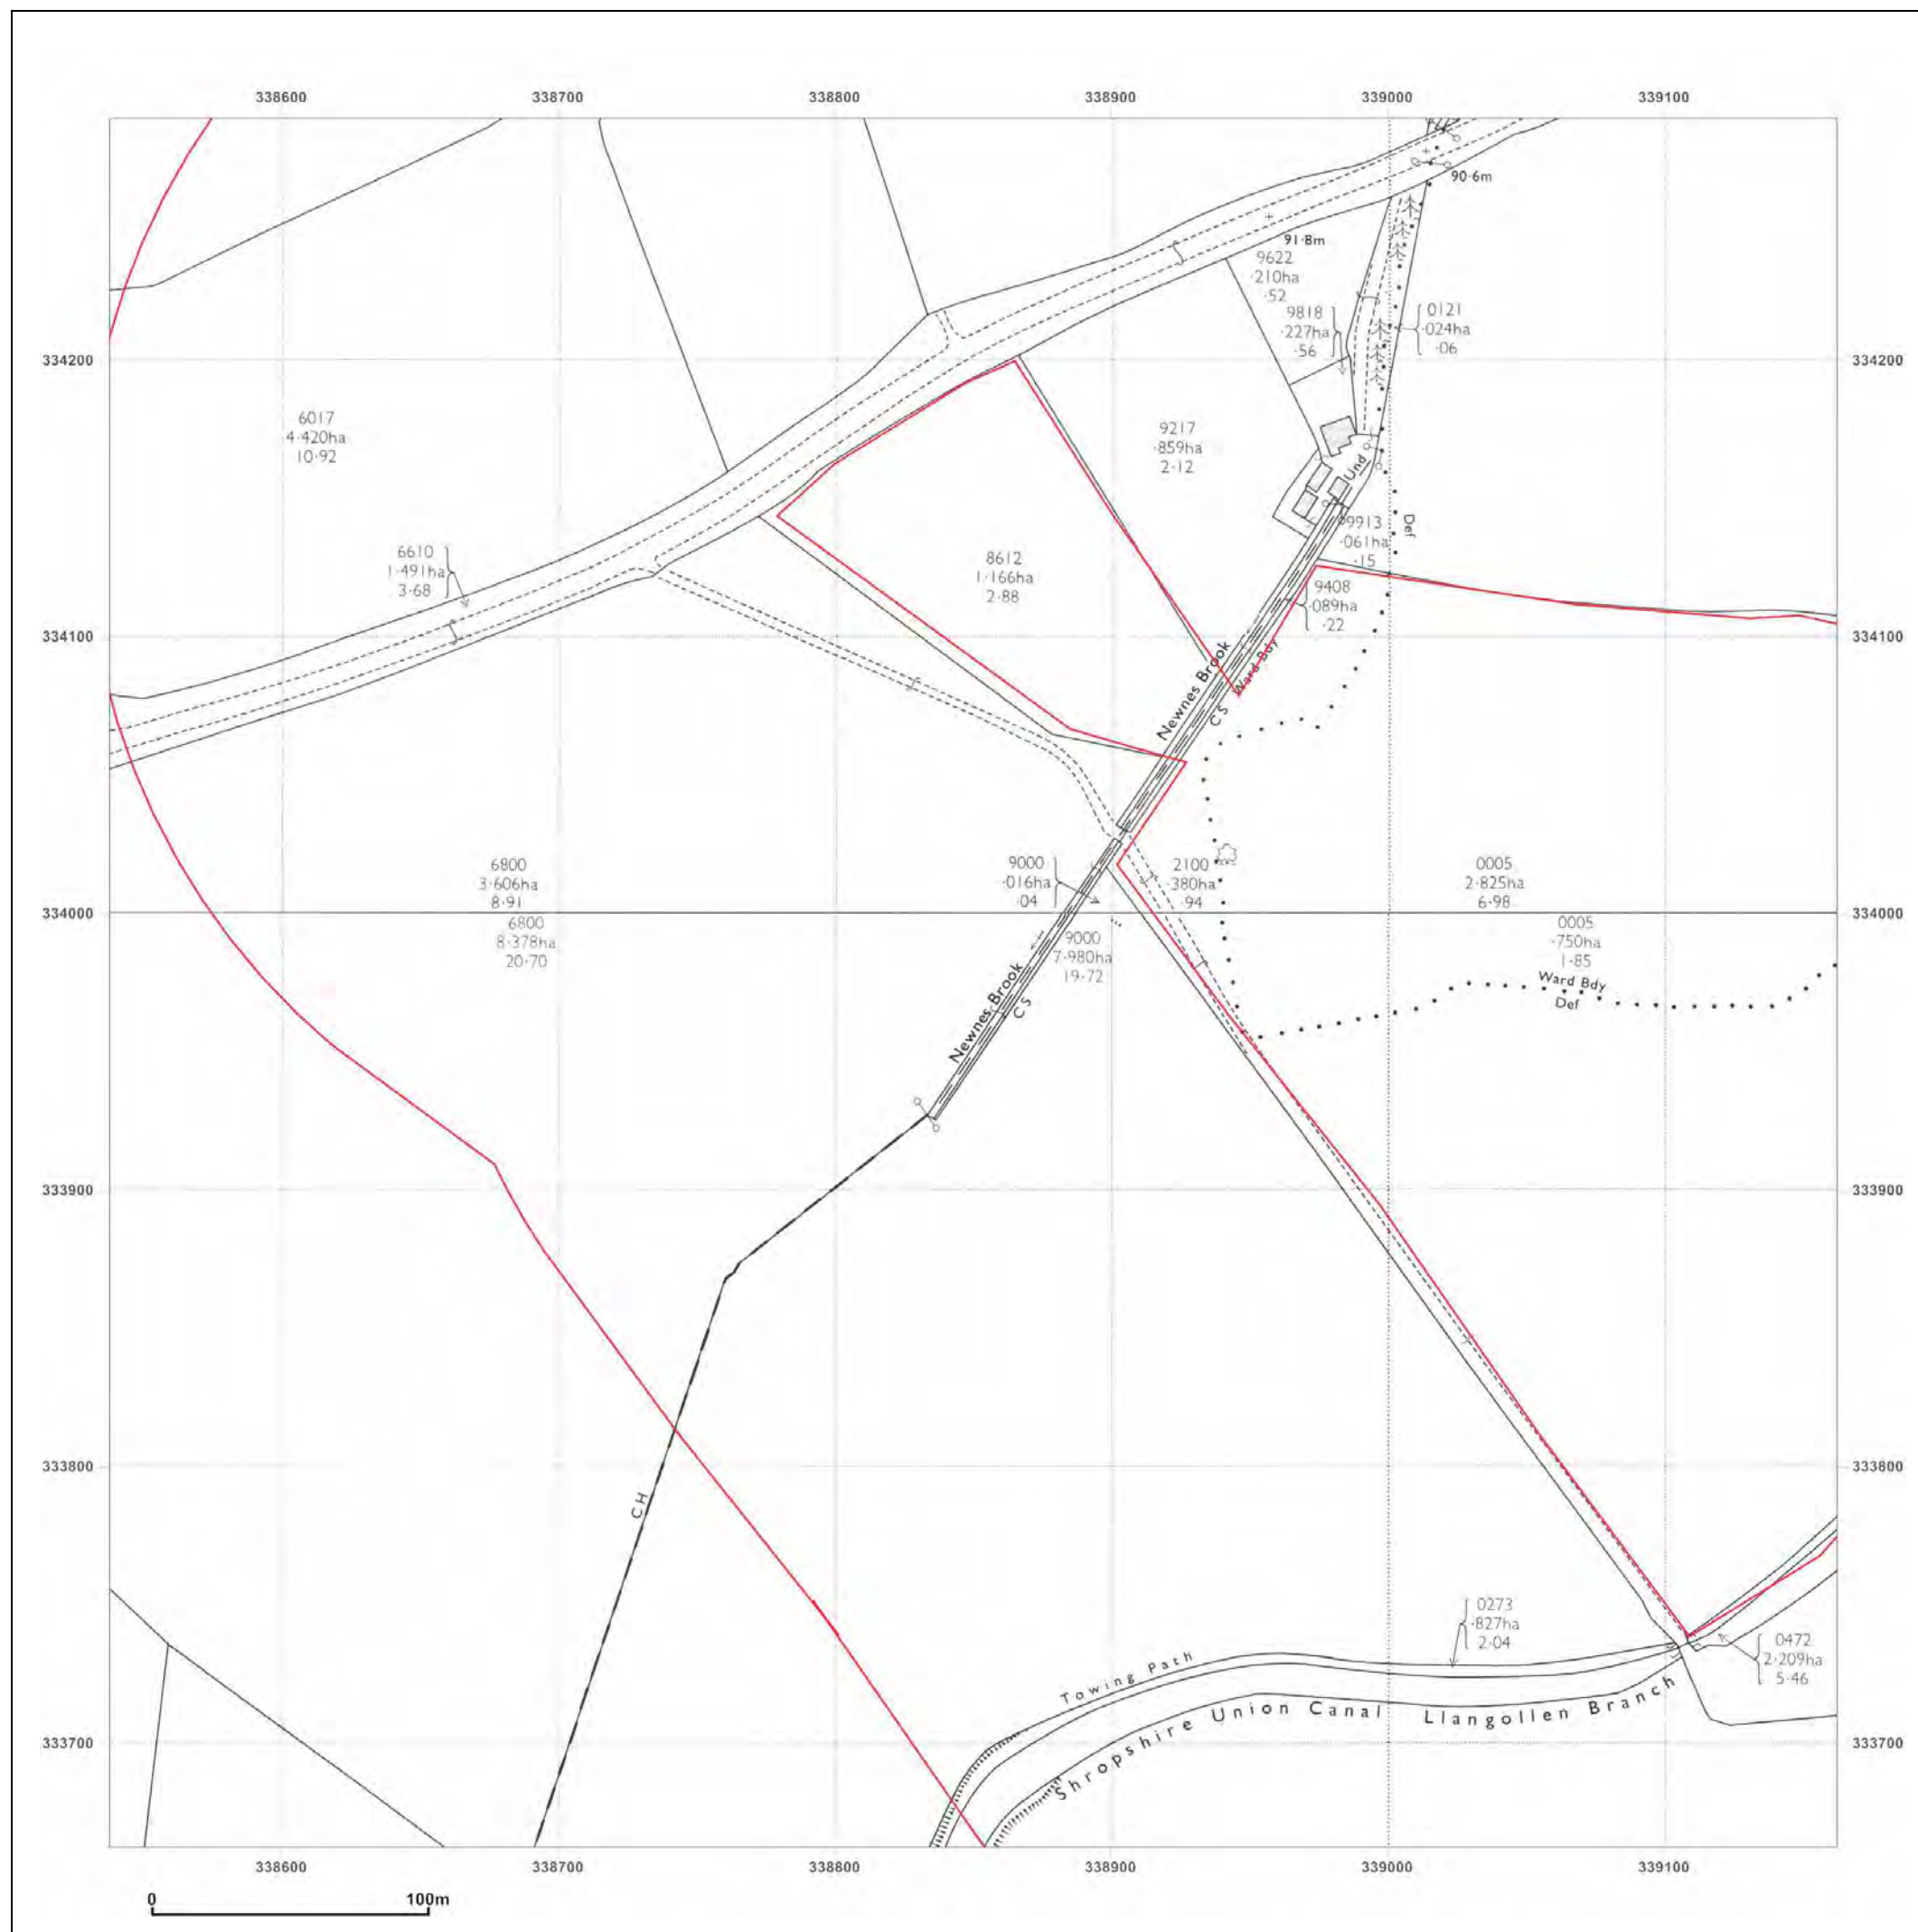 338600 338700 338800 338900 339000 339100
90·6m
91·8m
9622
·210ha
·52
9818
·227ha
·56
0121
·024ha
·06
334200 334200
6017
4·420ha
10·92
9217
·859ha
2·12
Und
Def
9913
·061ha
·15
6610
1·491ha
3·68
8612
1·166ha
2·88
9408
·089ha
·22
334100 334100
Newnes Brook
Ward Bdy
CS
6800
3·606ha
8·91
9000
·016ha
·04
2100
·380ha
·94
0005
2·825ha
6·98
334000 334000
6800
8·378ha
20·70
9000
7·980ha
19·72
0005
·750ha
1·85
Ward Bdy
Def
Newnes Brook
CS
333900 333900
333800 333800
CH
0273
·827ha
2·04
0472
2·209ha
5·46
Towing Path
Shropshire Union Canal Llangollen Branch
333700 333700
338600 338700 338800 338900 339000 339100
0 100m